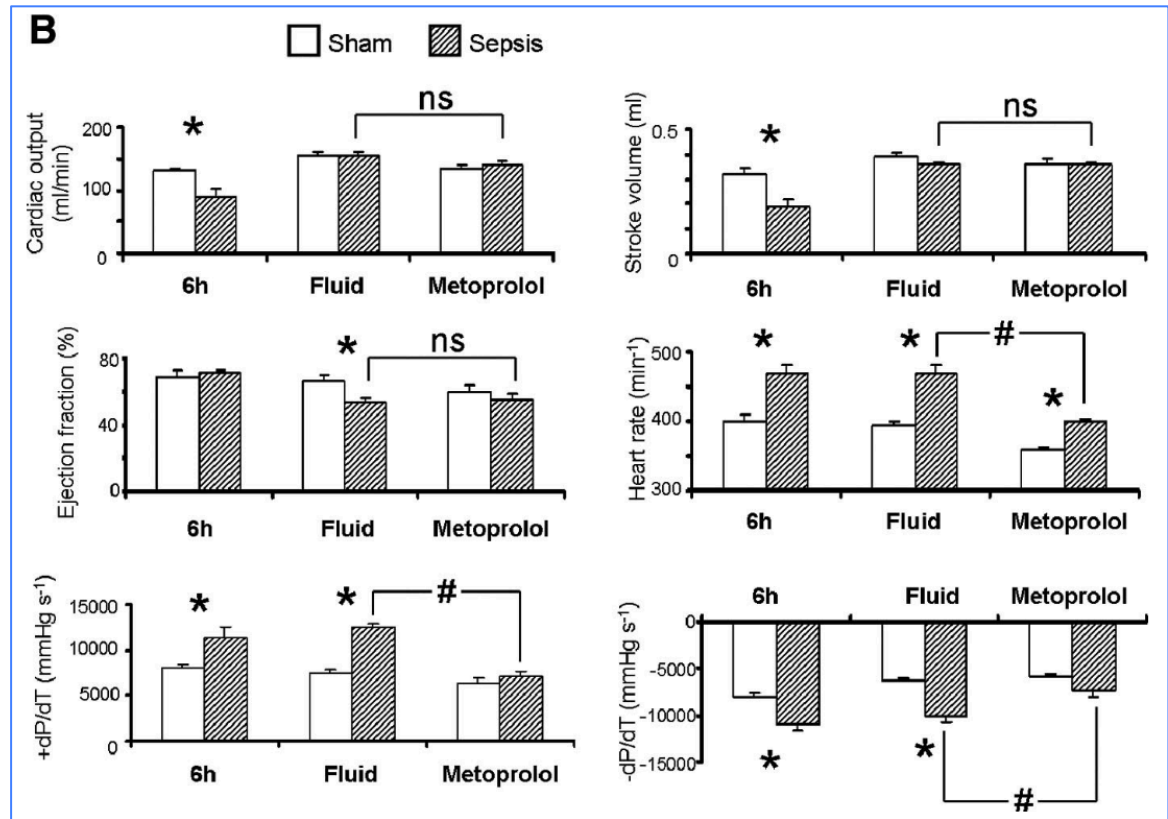 B
Sham Sepsis
Cardiac output
(ml/min)
200
100
0
*
ns
6h Fluid Metoprolol
Stroke volume (ml)
0.5
0
*
ns
6h Fluid Metoprolol
Ejection fraction (%)
80
40
0
*
ns
6h Fluid Metoprolol
Heart rate (min⁻¹)
500
400
300
*
*
#
*
6h Fluid Metoprolol
+dP/dT (mmHg s⁻¹)
15000
10000
5000
0
*
*
#
6h Fluid Metoprolol
6h Fluid Metoprolol
-dP/dT (mmHg s⁻¹)
0
-5000
-10000
-15000
*
*
#